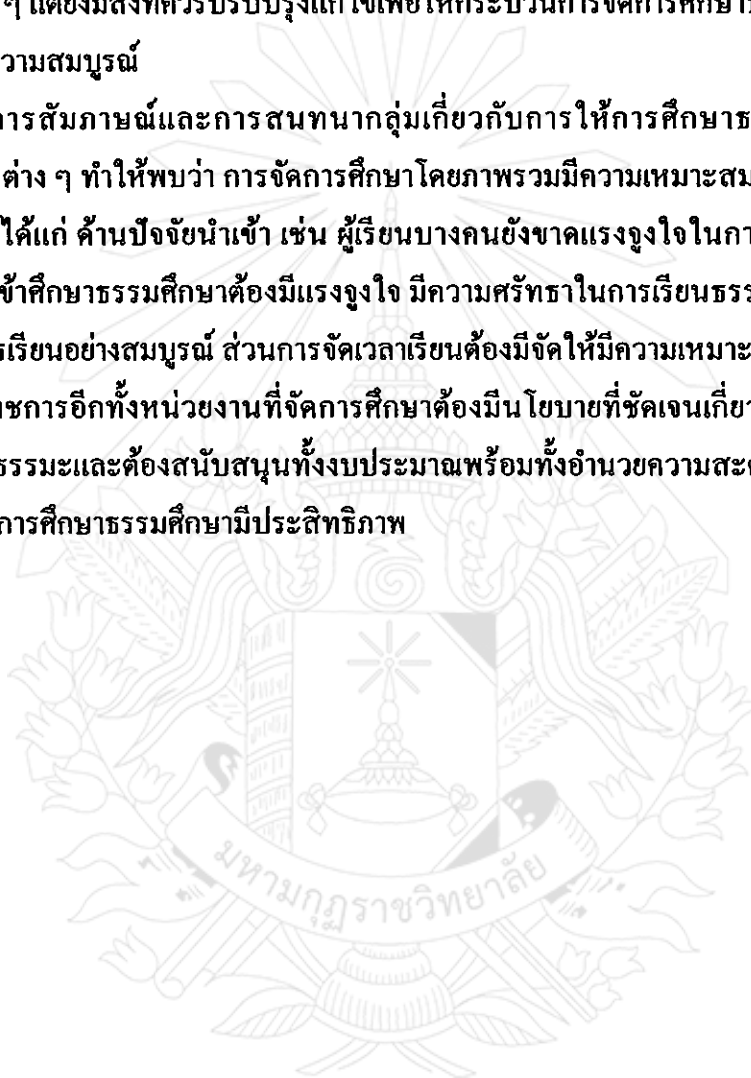 ๆ แต่ยังมีสิ่งที่ควรปรับปรุงแก้ไขเพื่อให้กระบวนการจัดการศึกษา
วามสมบูรณ์
ารสัมภาษณ์และการสนทนากลุ่มเกี่ยวกับการให้การศึกษาธร
ต่าง ๆ ทำให้พบว่า การจัดการศึกษาโดยภาพรวมมีความเหมาะสม
ได้แก่ ด้านปัจจัยนำเข้า เช่น ผู้เรียนบางคนยังขาดแรงจูงใจในกา
ข้าศึกษาธรรมศึกษาต้องมีแรงจูงใจ มีความศรัทธาในการเรียนธรร
รเรียนอย่างสมบูรณ์ ส่วนการจัดเวลาเรียนต้องมีจัดให้มีความเหมาะ
าชการอีกทั้งหน่วยงานที่จัดการศึกษาต้องมีนโยบายที่ชัดเจนเกี่ยว
ธรรมะและต้องสนับสนุนทั้งงบประมาณพร้อมทั้งอำนวยความสะด
การศึกษาธรรมศึกษามีประสิทธิภาพ
มหามกุฏราชวิทยาลัย